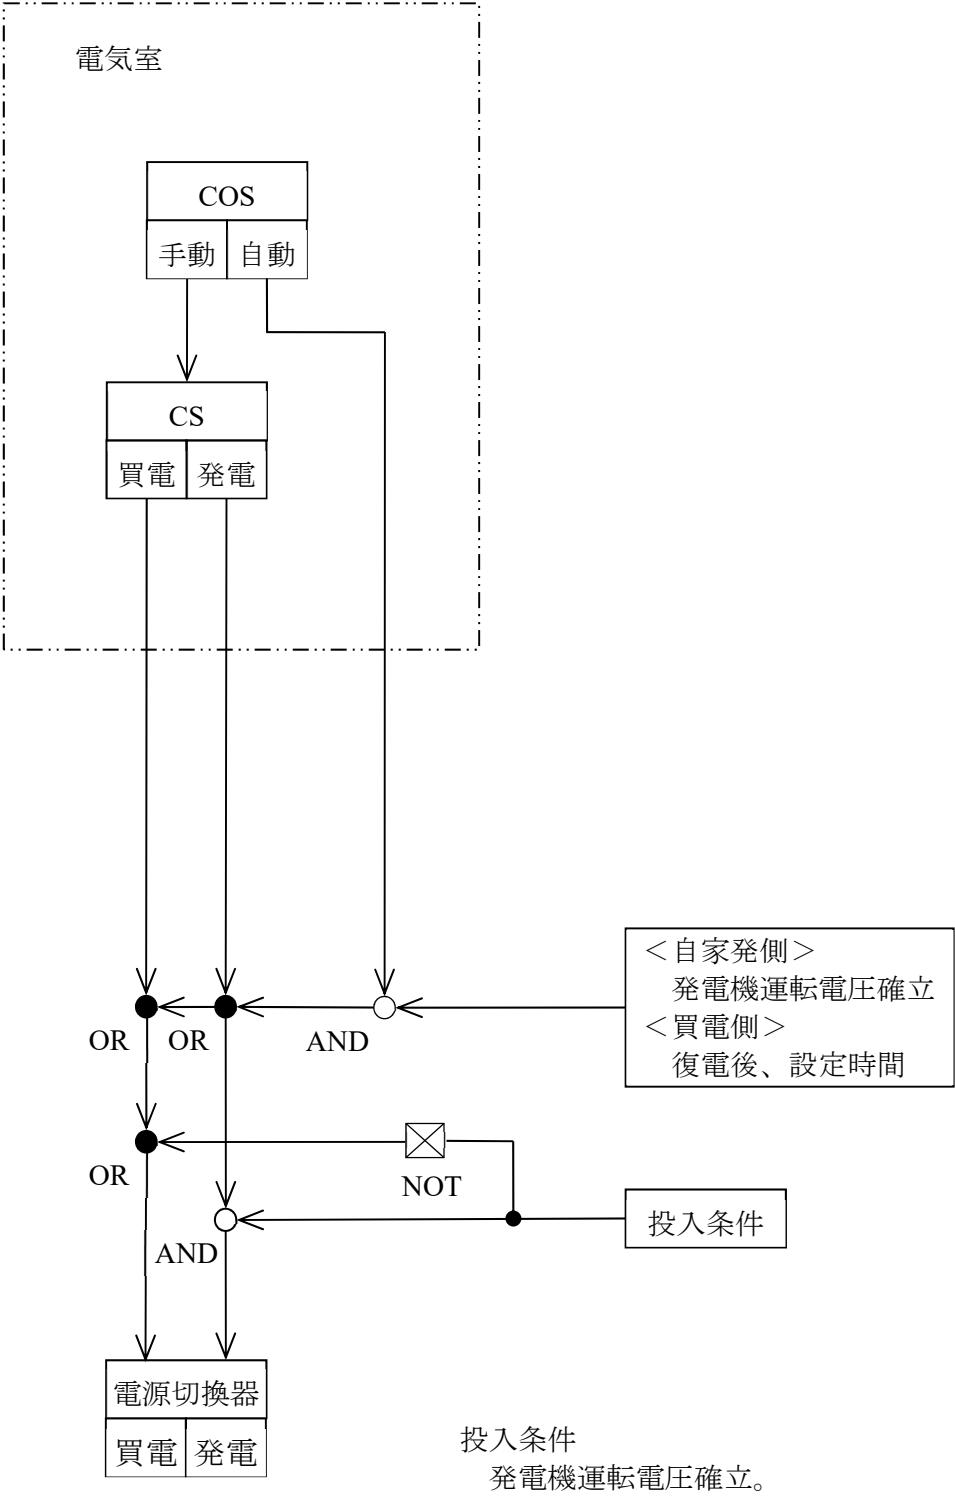 電気室
COS
手動 自動
CS
買電 発電
<自家発側>
発電機運転電圧確立
<買電側>
復電後、設定時間
OR OR AND
OR
NOT
投入条件
AND
電源切換器
買電 発電
投入条件
発電機運転電圧確立。